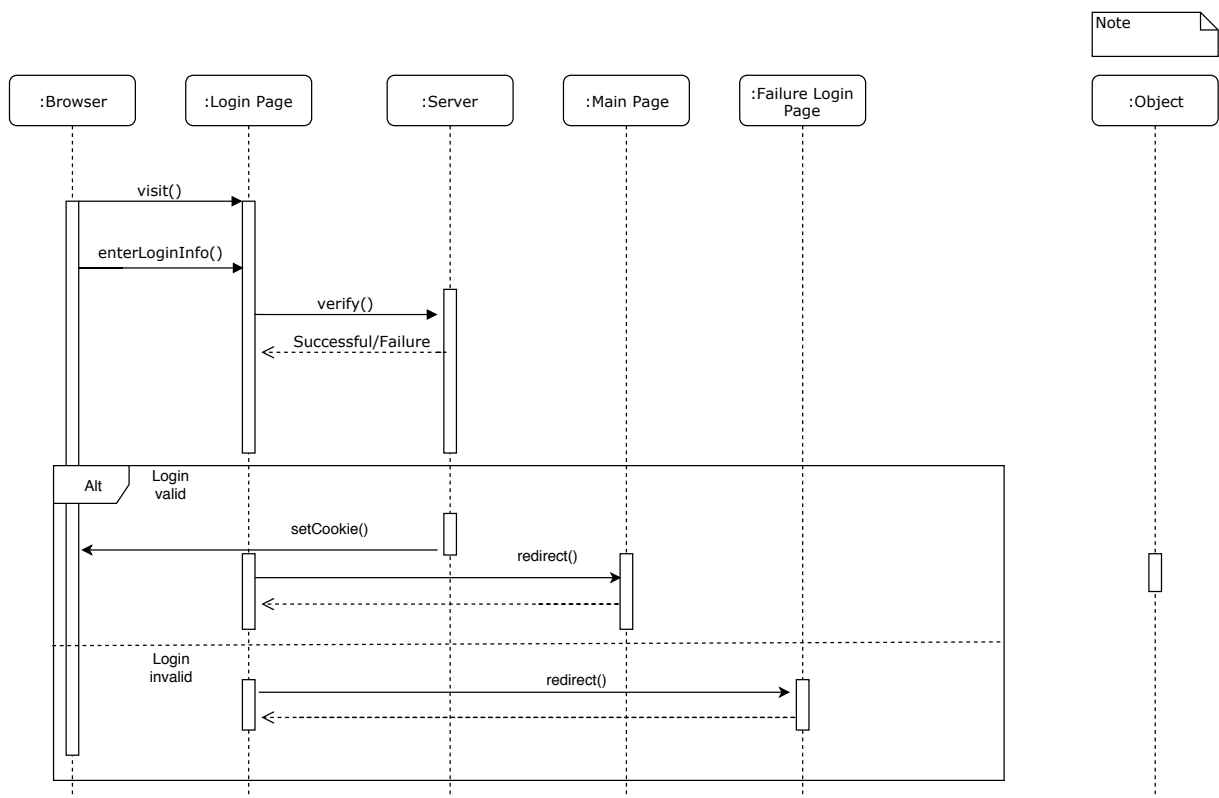 Note
:Browser
:Login Page
:Server
:Main Page
:Failure Login
Page
:Object
visit()
enterLoginInfo()
verify()
Successful/Failure
Alt
Login
valid
setCookie()
redirect()
Login
invalid
redirect()